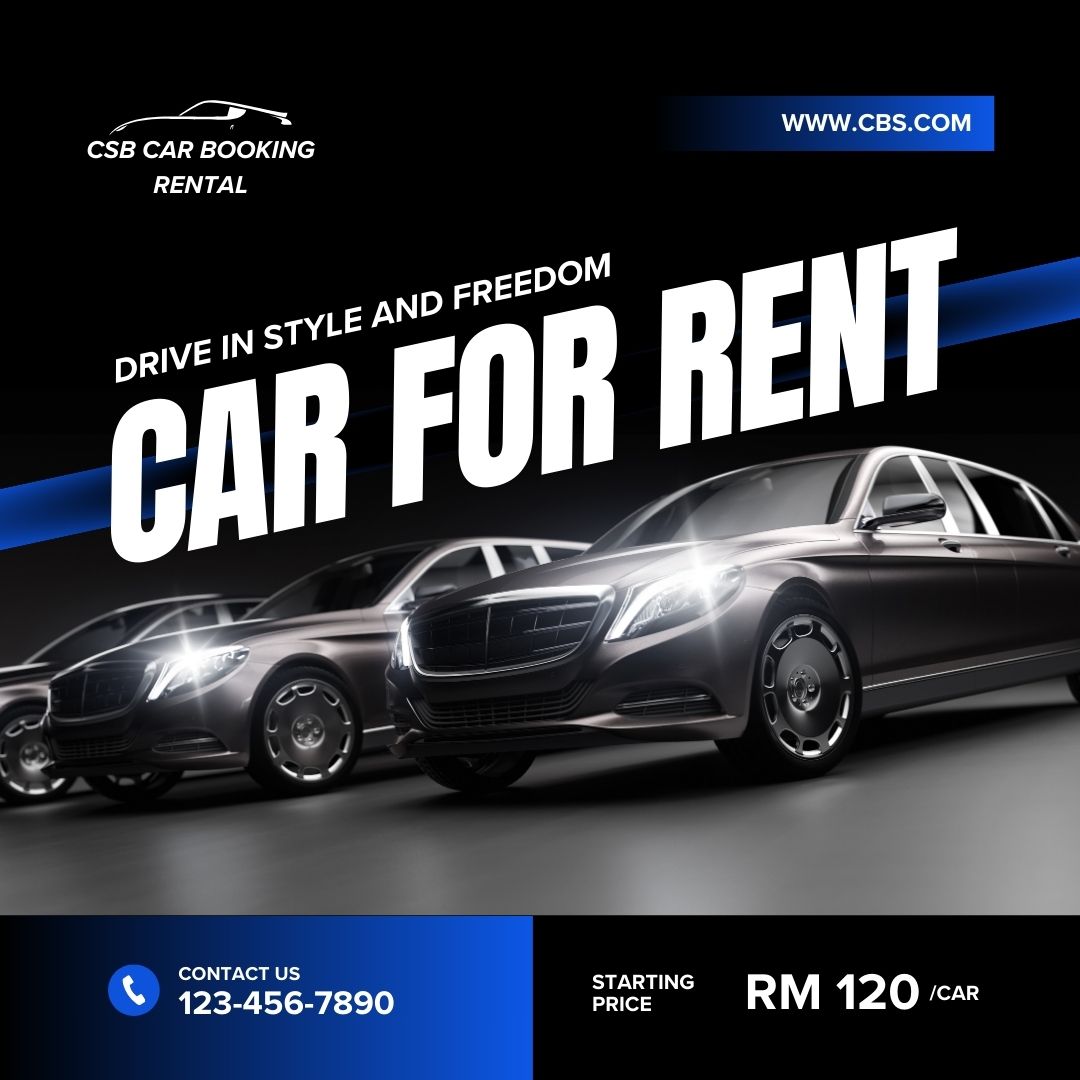 CSB CAR BOOKING
RENTAL
WWW.CBS.COM
DRIVE IN STYLE AND FREEDOM
CAR FOR RENT
CONTACT US
123-456-7890
STARTING
PRICE
RM 120 /CAR